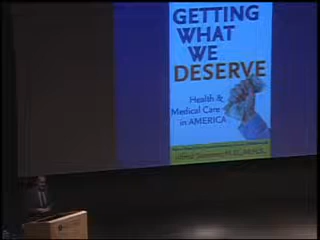 GETTING
WHAT
WE
DESERVE
Health &
Medical Care
in AMERICA